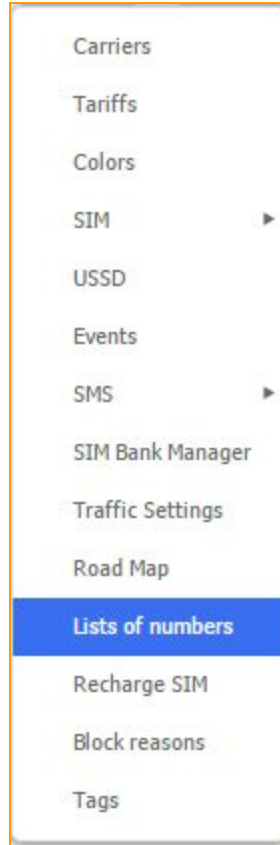 Carriers
Tariffs
Colors
SIM
USSD
Events
SMS
SIM Bank Manager
Traffic Settings
Road Map
Lists of numbers
Recharge SIM
Block reasons
Tags